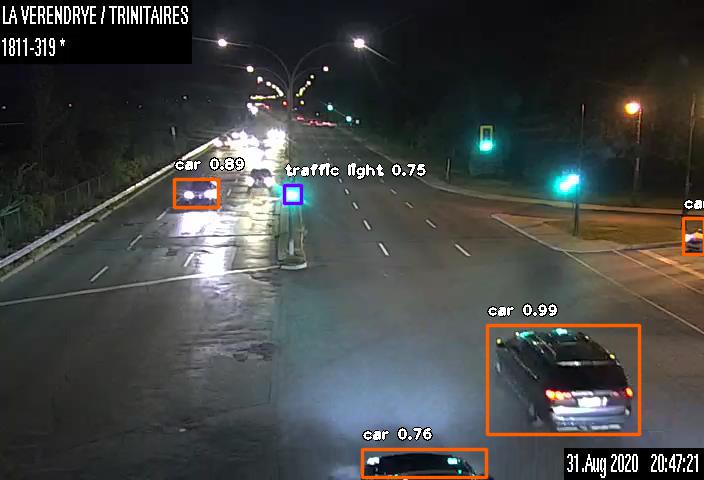 LA VERENDRYE / TRINITAIRES
1811-319 *
car 0.89
traffic light 0.75
ca
car 0.99
car 0.76
31.Aug 2020 20:47:21